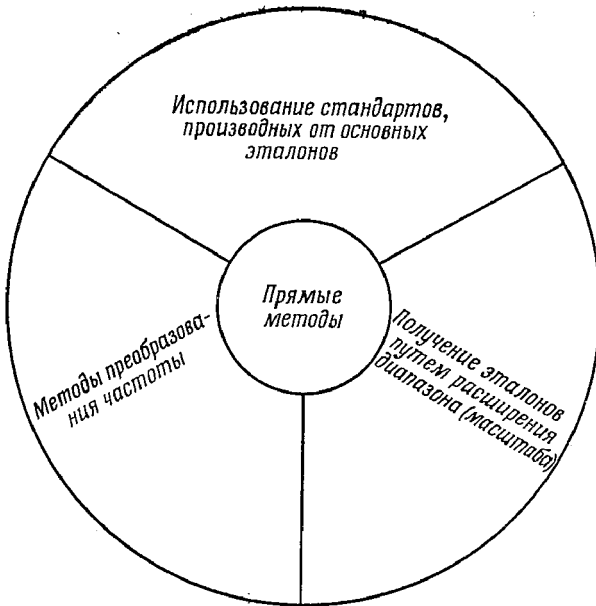 Использование стандартов,
производных от основных
эталонов
Прямые
методы
Методы преобразова-
ния частоты
Получение эталонов
путем расширения
диапазона (масштаба)